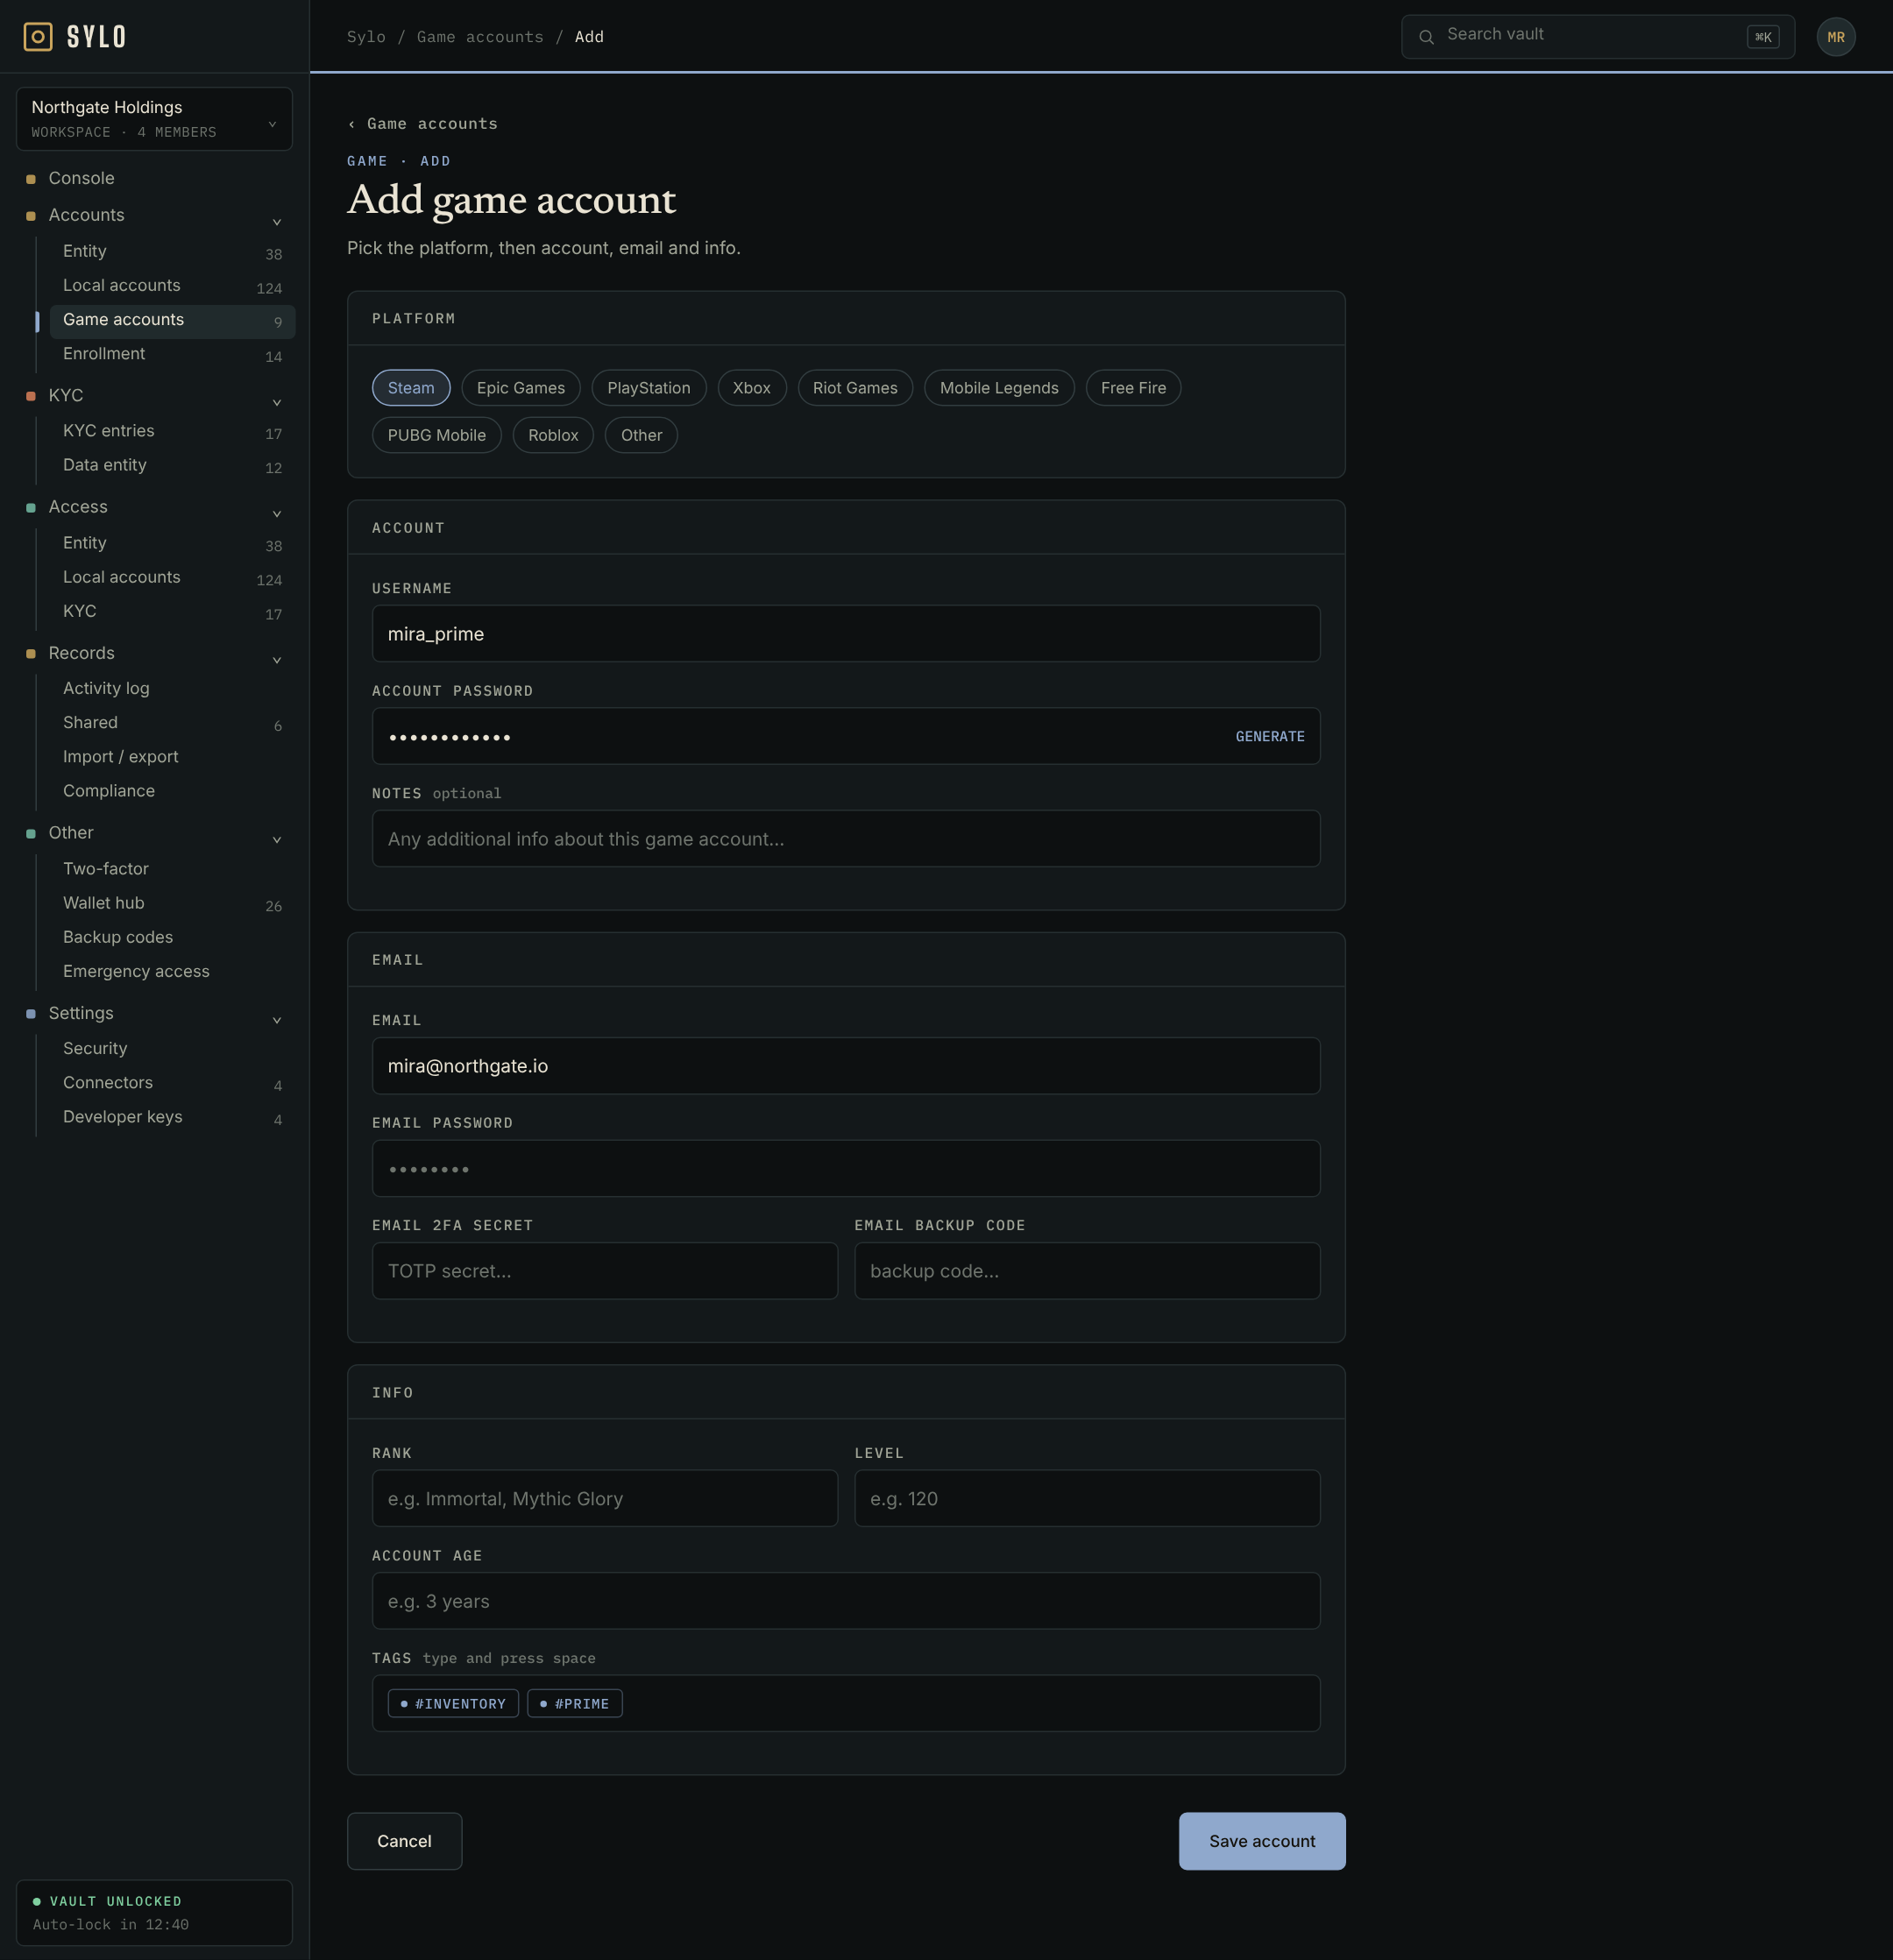 SYLO
Sylo / Game accounts / Add
Search vault
⌘K
MR
Northgate Holdings
WORKSPACE · 4 MEMBERS
Console
Accounts
Entity 38
Local accounts 124
Game accounts 9
Enrollment 14
KYC
KYC entries 17
Data entity 12
Access
Entity 38
Local accounts 124
KYC 17
Records
Activity log
Shared 6
Import / export
Compliance
Other
Two-factor
Wallet hub 26
Backup codes
Emergency access
Settings
Security
Connectors 4
Developer keys 4
VAULT UNLOCKED
Auto-lock in 12:40
‹ Game accounts
GAME · ADD
Add game account
Pick the platform, then account, email and info.
PLATFORM
Steam Epic Games PlayStation Xbox Riot Games Mobile Legends Free Fire
PUBG Mobile Roblox Other
ACCOUNT
USERNAME
mira_prime
ACCOUNT PASSWORD
•••••••••••• GENERATE
NOTES optional
Any additional info about this game account...
EMAIL
EMAIL
mira@northgate.io
EMAIL PASSWORD
••••••••
EMAIL 2FA SECRET EMAIL BACKUP CODE
TOTP secret... backup code...
INFO
RANK LEVEL
e.g. Immortal, Mythic Glory e.g. 120
ACCOUNT AGE
e.g. 3 years
TAGS type and press space
#INVENTORY #PRIME
Cancel Save account